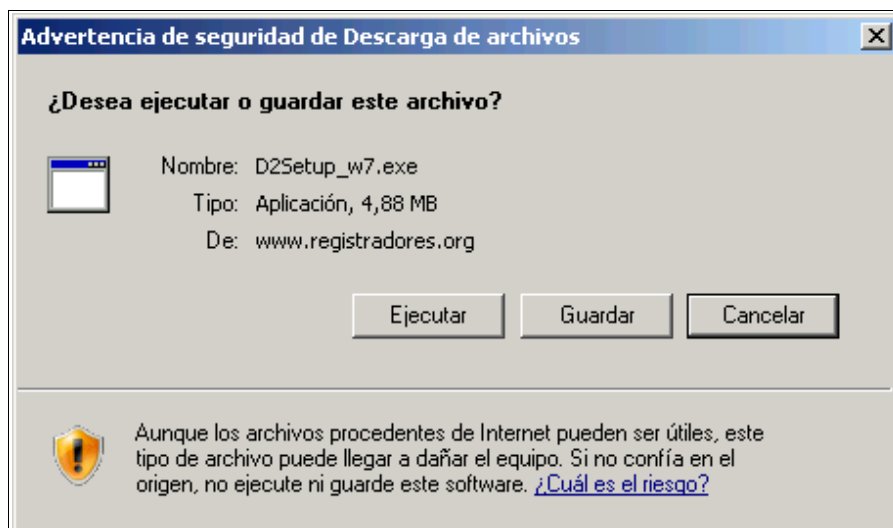 Advertencia de seguridad de Descarga de archivos
¿Desea ejecutar o guardar este archivo?
Nombre: D2Setup_w7.exe
Tipo: Aplicación, 4,88 MB
De: www.registradores.org
Ejecutar Guardar Cancelar
Aunque los archivos procedentes de Internet pueden ser útiles, este
tipo de archivo puede llegar a dañar el equipo. Si no confía en el
origen, no ejecute ni guarde este software. ¿Cuál es el riesgo?